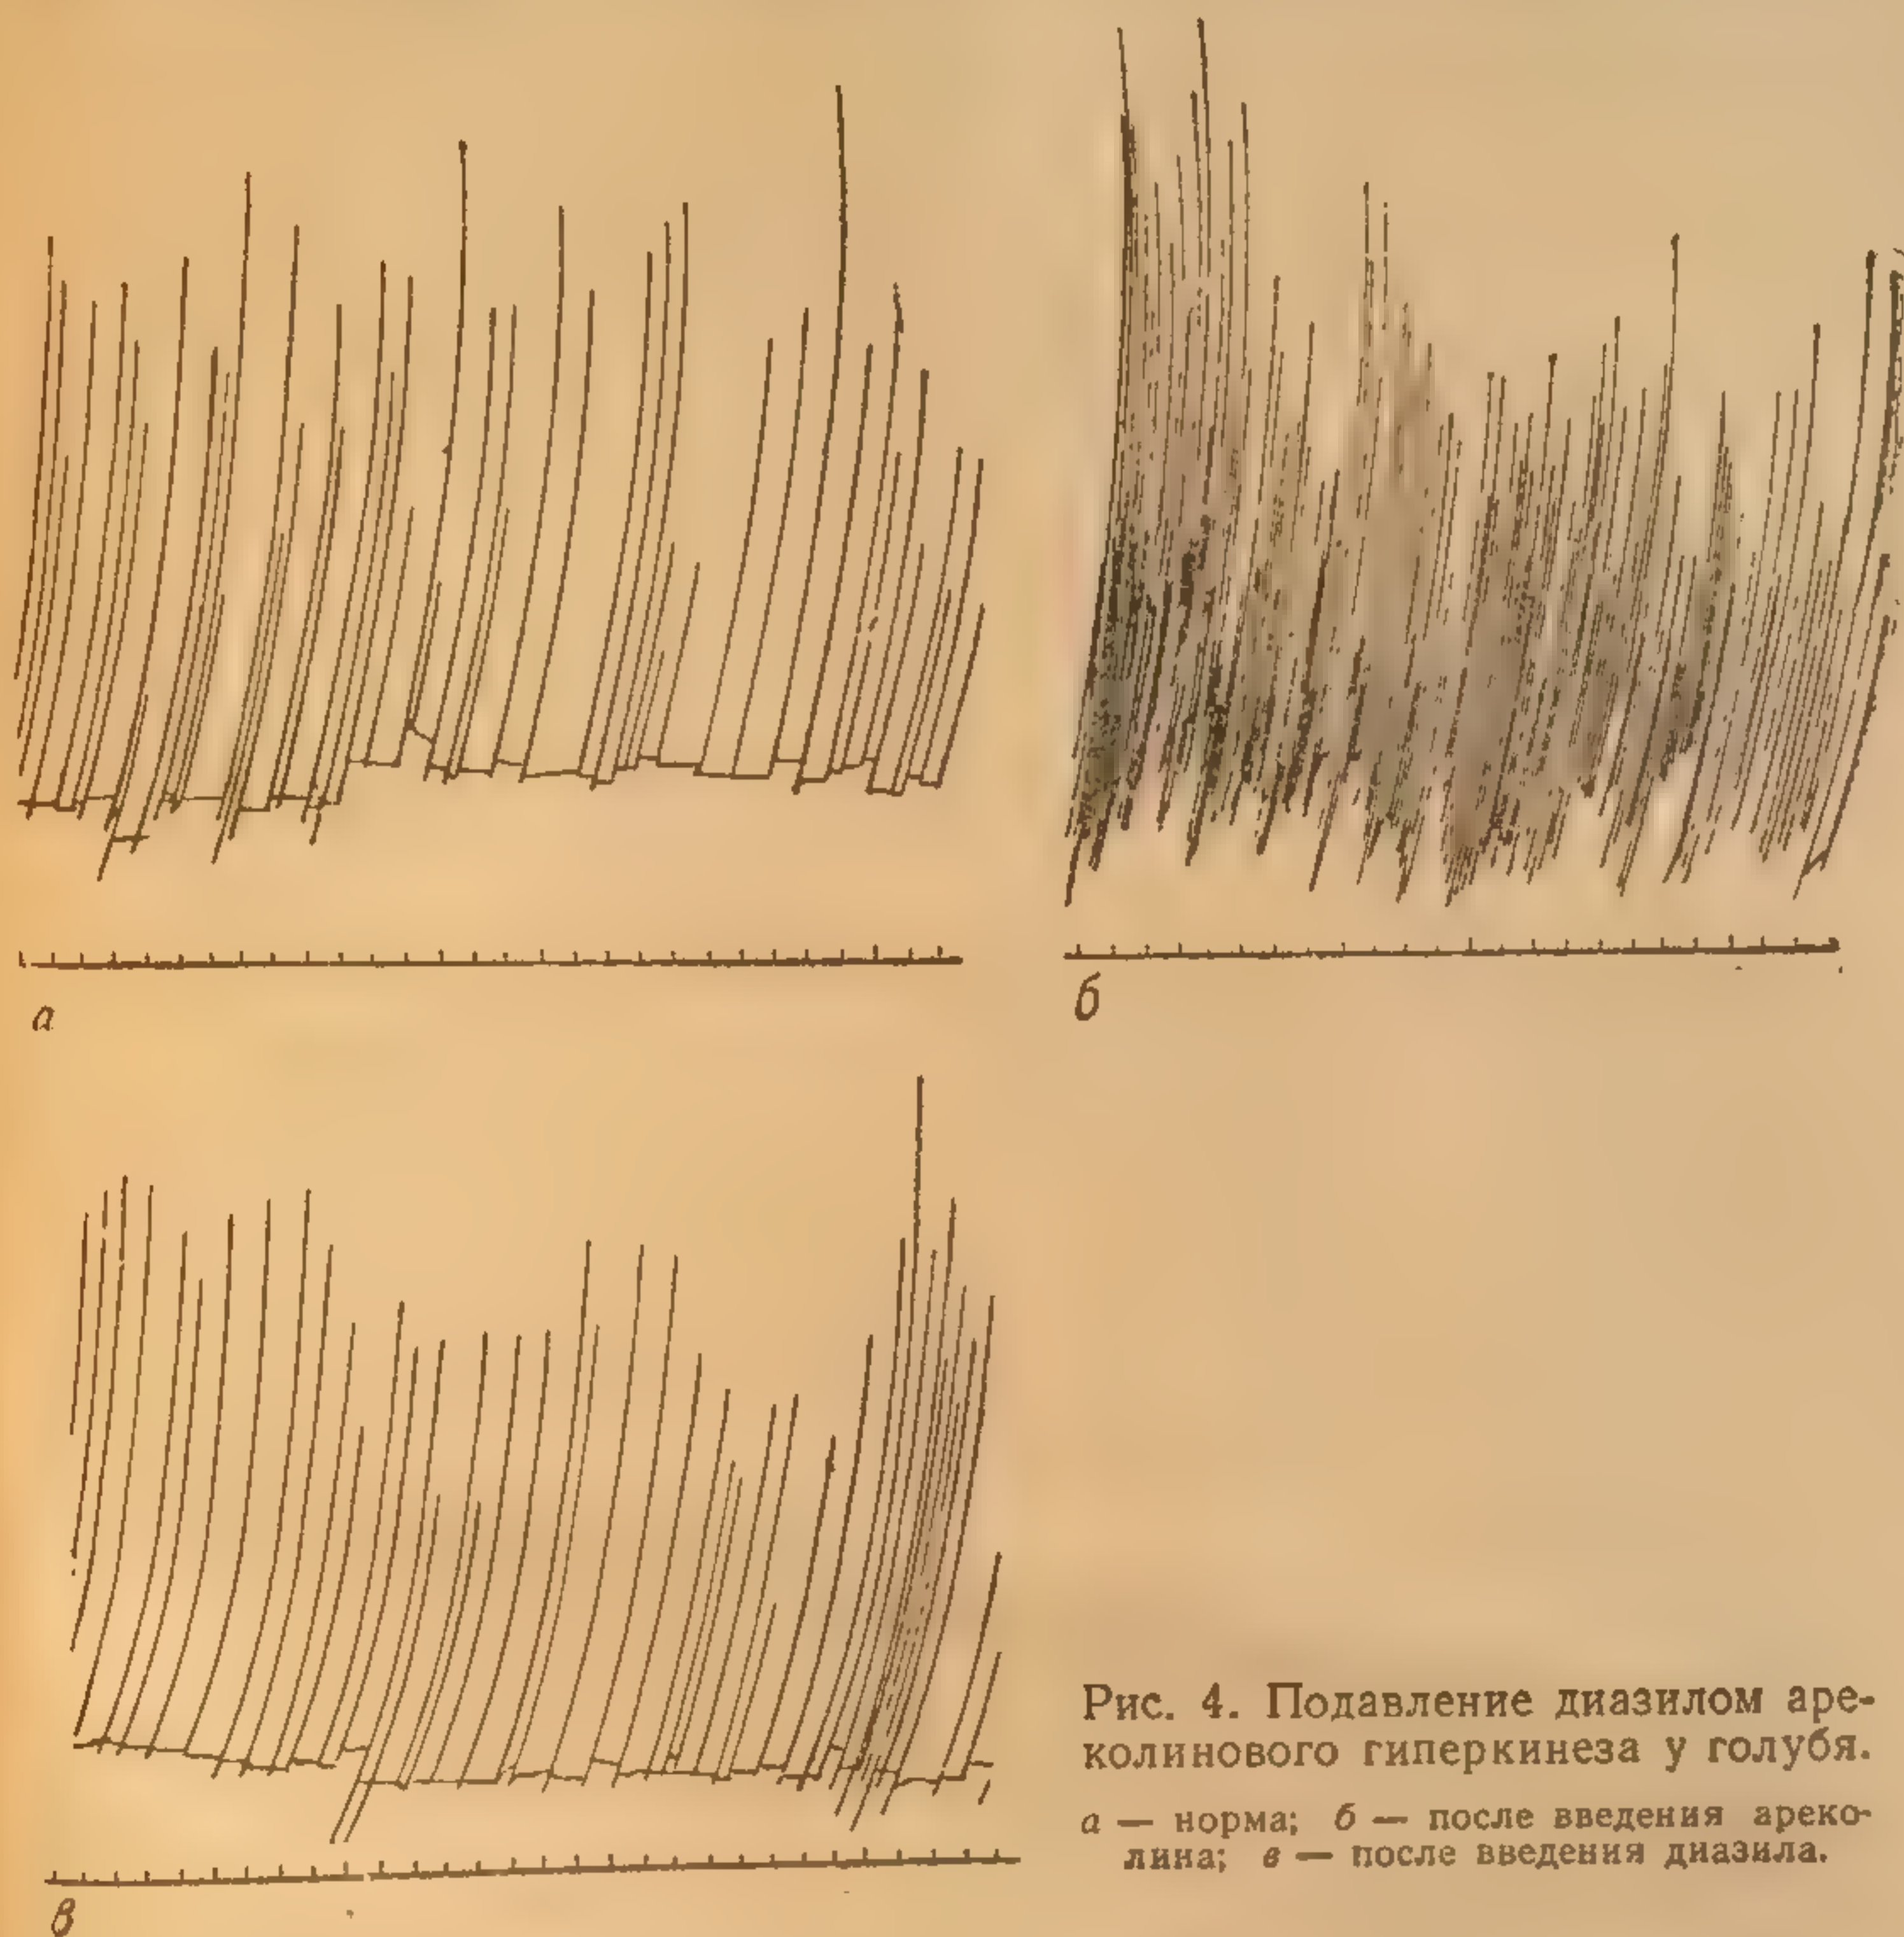 а
б
в
Рис. 4. Подавление диазилом аре-
колинового гиперкинеза у голубя.
а — норма; б — после введения ареко-
лина; в — после введения диазила.